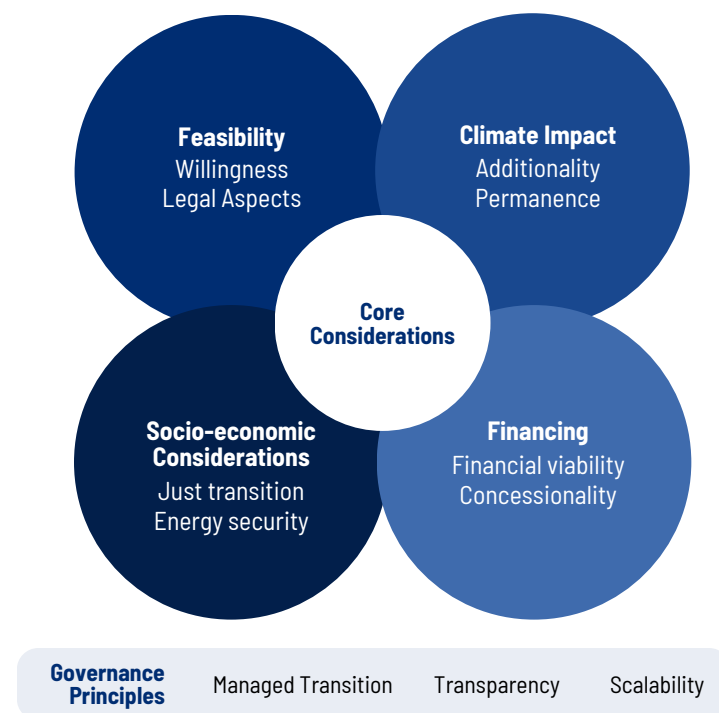 Feasibility
Willingness
Legal Aspects
Climate Impact
Additionality
Permanence
Core
Considerations
Socio-economic
Considerations
Just transition
Energy security
Financing
Financial viability
Concessionality
Governance
Principles
Managed Transition
Transparency
Scalability